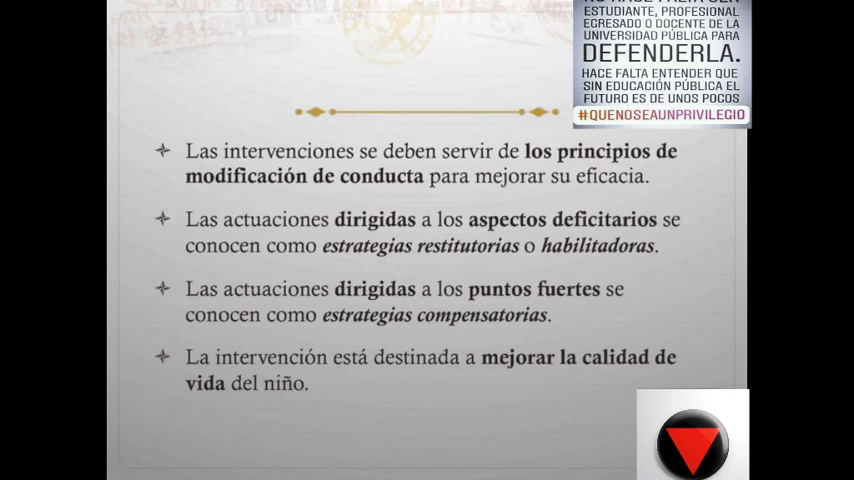 ESTUDIANTE, PROFESIONAL
EGRESADO O DOCENTE DE LA
UNIVERSIDAD PÚBLICA PARA
DEFENDERLA.
HACE FALTA ENTENDER QUE
SIN EDUCACIÓN PÚBLICA EL
FUTURO ES DE UNOS POCOS
#QUENOSEAUNPRIVILEGIO
Las intervenciones se deben servir de los principios de
modificación de conducta para mejorar su eficacia.
Las actuaciones dirigidas a los aspectos deficitarios se
conocen como estrategias restitutorias o habilitadoras.
Las actuaciones dirigidas a los puntos fuertes se
conocen como estrategias compensatorias.
La intervención está destinada a mejorar la calidad de
vida del niño.